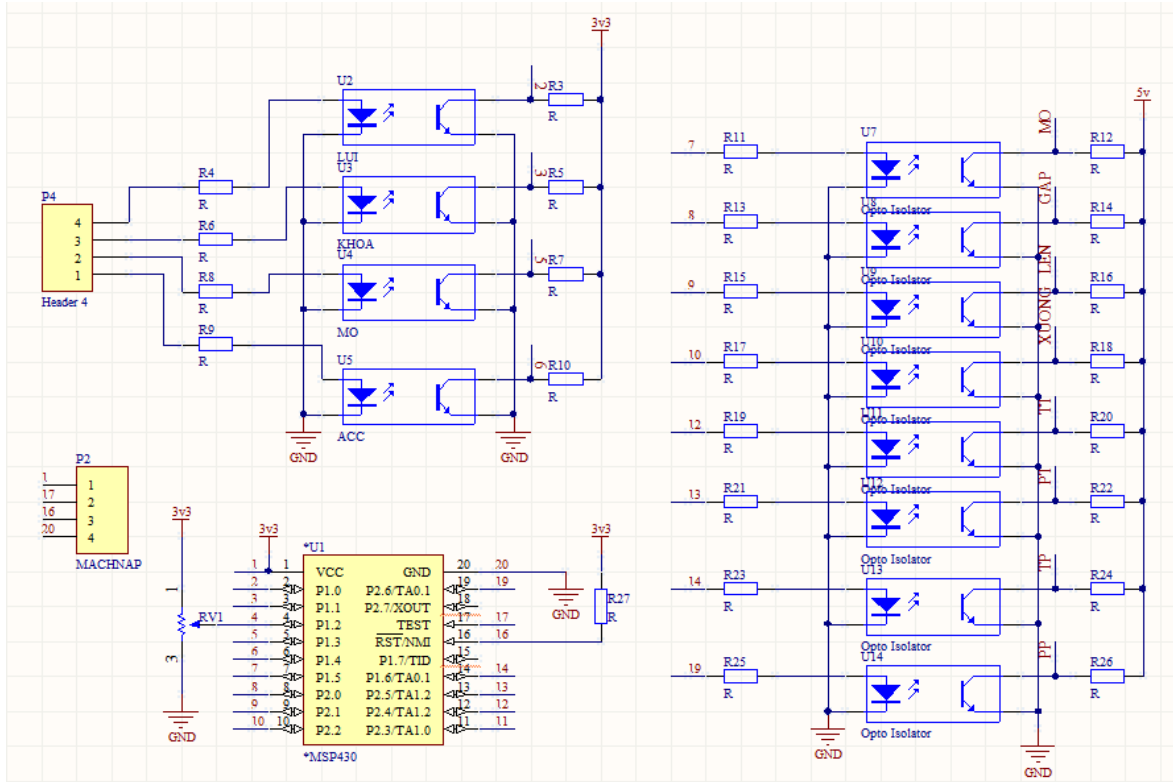 3v3
U2
2
R3
R
LUI
U3
3
R5
R
KHOA
U4
5
R7
R
MO
U5
6
R10
R
ACC
GND
GND
P4
4
3
2
1
Header 4
R4
R
R6
R
R8
R
R9
R
5v
7
R11
R
U7
Opto Isolator
MO
R12
R
8
R13
R
U8
Opto Isolator
GAP
R14
R
9
R15
R
U9
Opto Isolator
LEN
R16
R
10
R17
R
U10
Opto Isolator
XUONG
R18
R
12
R19
R
U11
Opto Isolator
TT
R20
R
13
R21
R
U12
Opto Isolator
PT
R22
R
14
R23
R
U13
Opto Isolator
TP
R24
R
19
R25
R
U14
Opto Isolator
PP
R26
R
GND
GND
P2
1 1
17 2
16 3
20 4
MACHNAP
3v3
1
RV1
3
GND
3v3
*U1
1 1 VCC GND 20 20
2 2 P1.0 P2.6/TA0.1 19 19
3 3 P1.1 P2.7/XOUT 18
4 4 P1.2 TEST 17 17
5 5 P1.3 RST/NMI 16 16
6 6 P1.4 P1.7/TID 15
7 7 P1.5 P1.6/TA0.1 14 14
8 8 P2.0 P2.5/TA1.2 13 13
9 9 P2.1 P2.4/TA1.2 12 12
10 10 P2.2 P2.3/TA1.0 11 11
*MSP430
GND
3v3
R27
R